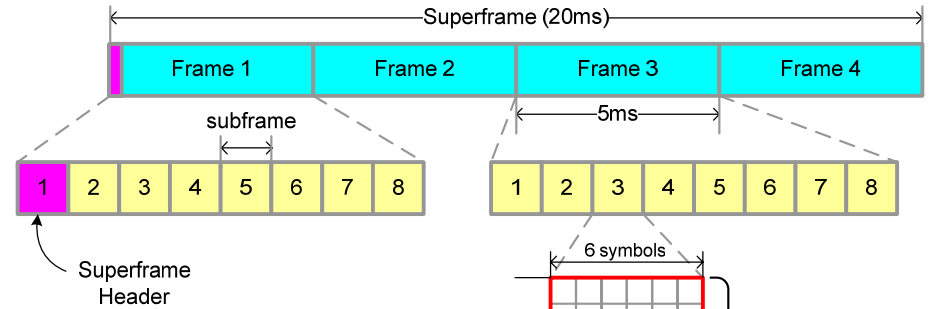 Superframe (20ms)
Frame 1 Frame 2 Frame 3 Frame 4
subframe
5ms
1 2 3 4 5 6 7 8
1 2 3 4 5 6 7 8
6 symbols
Superframe
Header